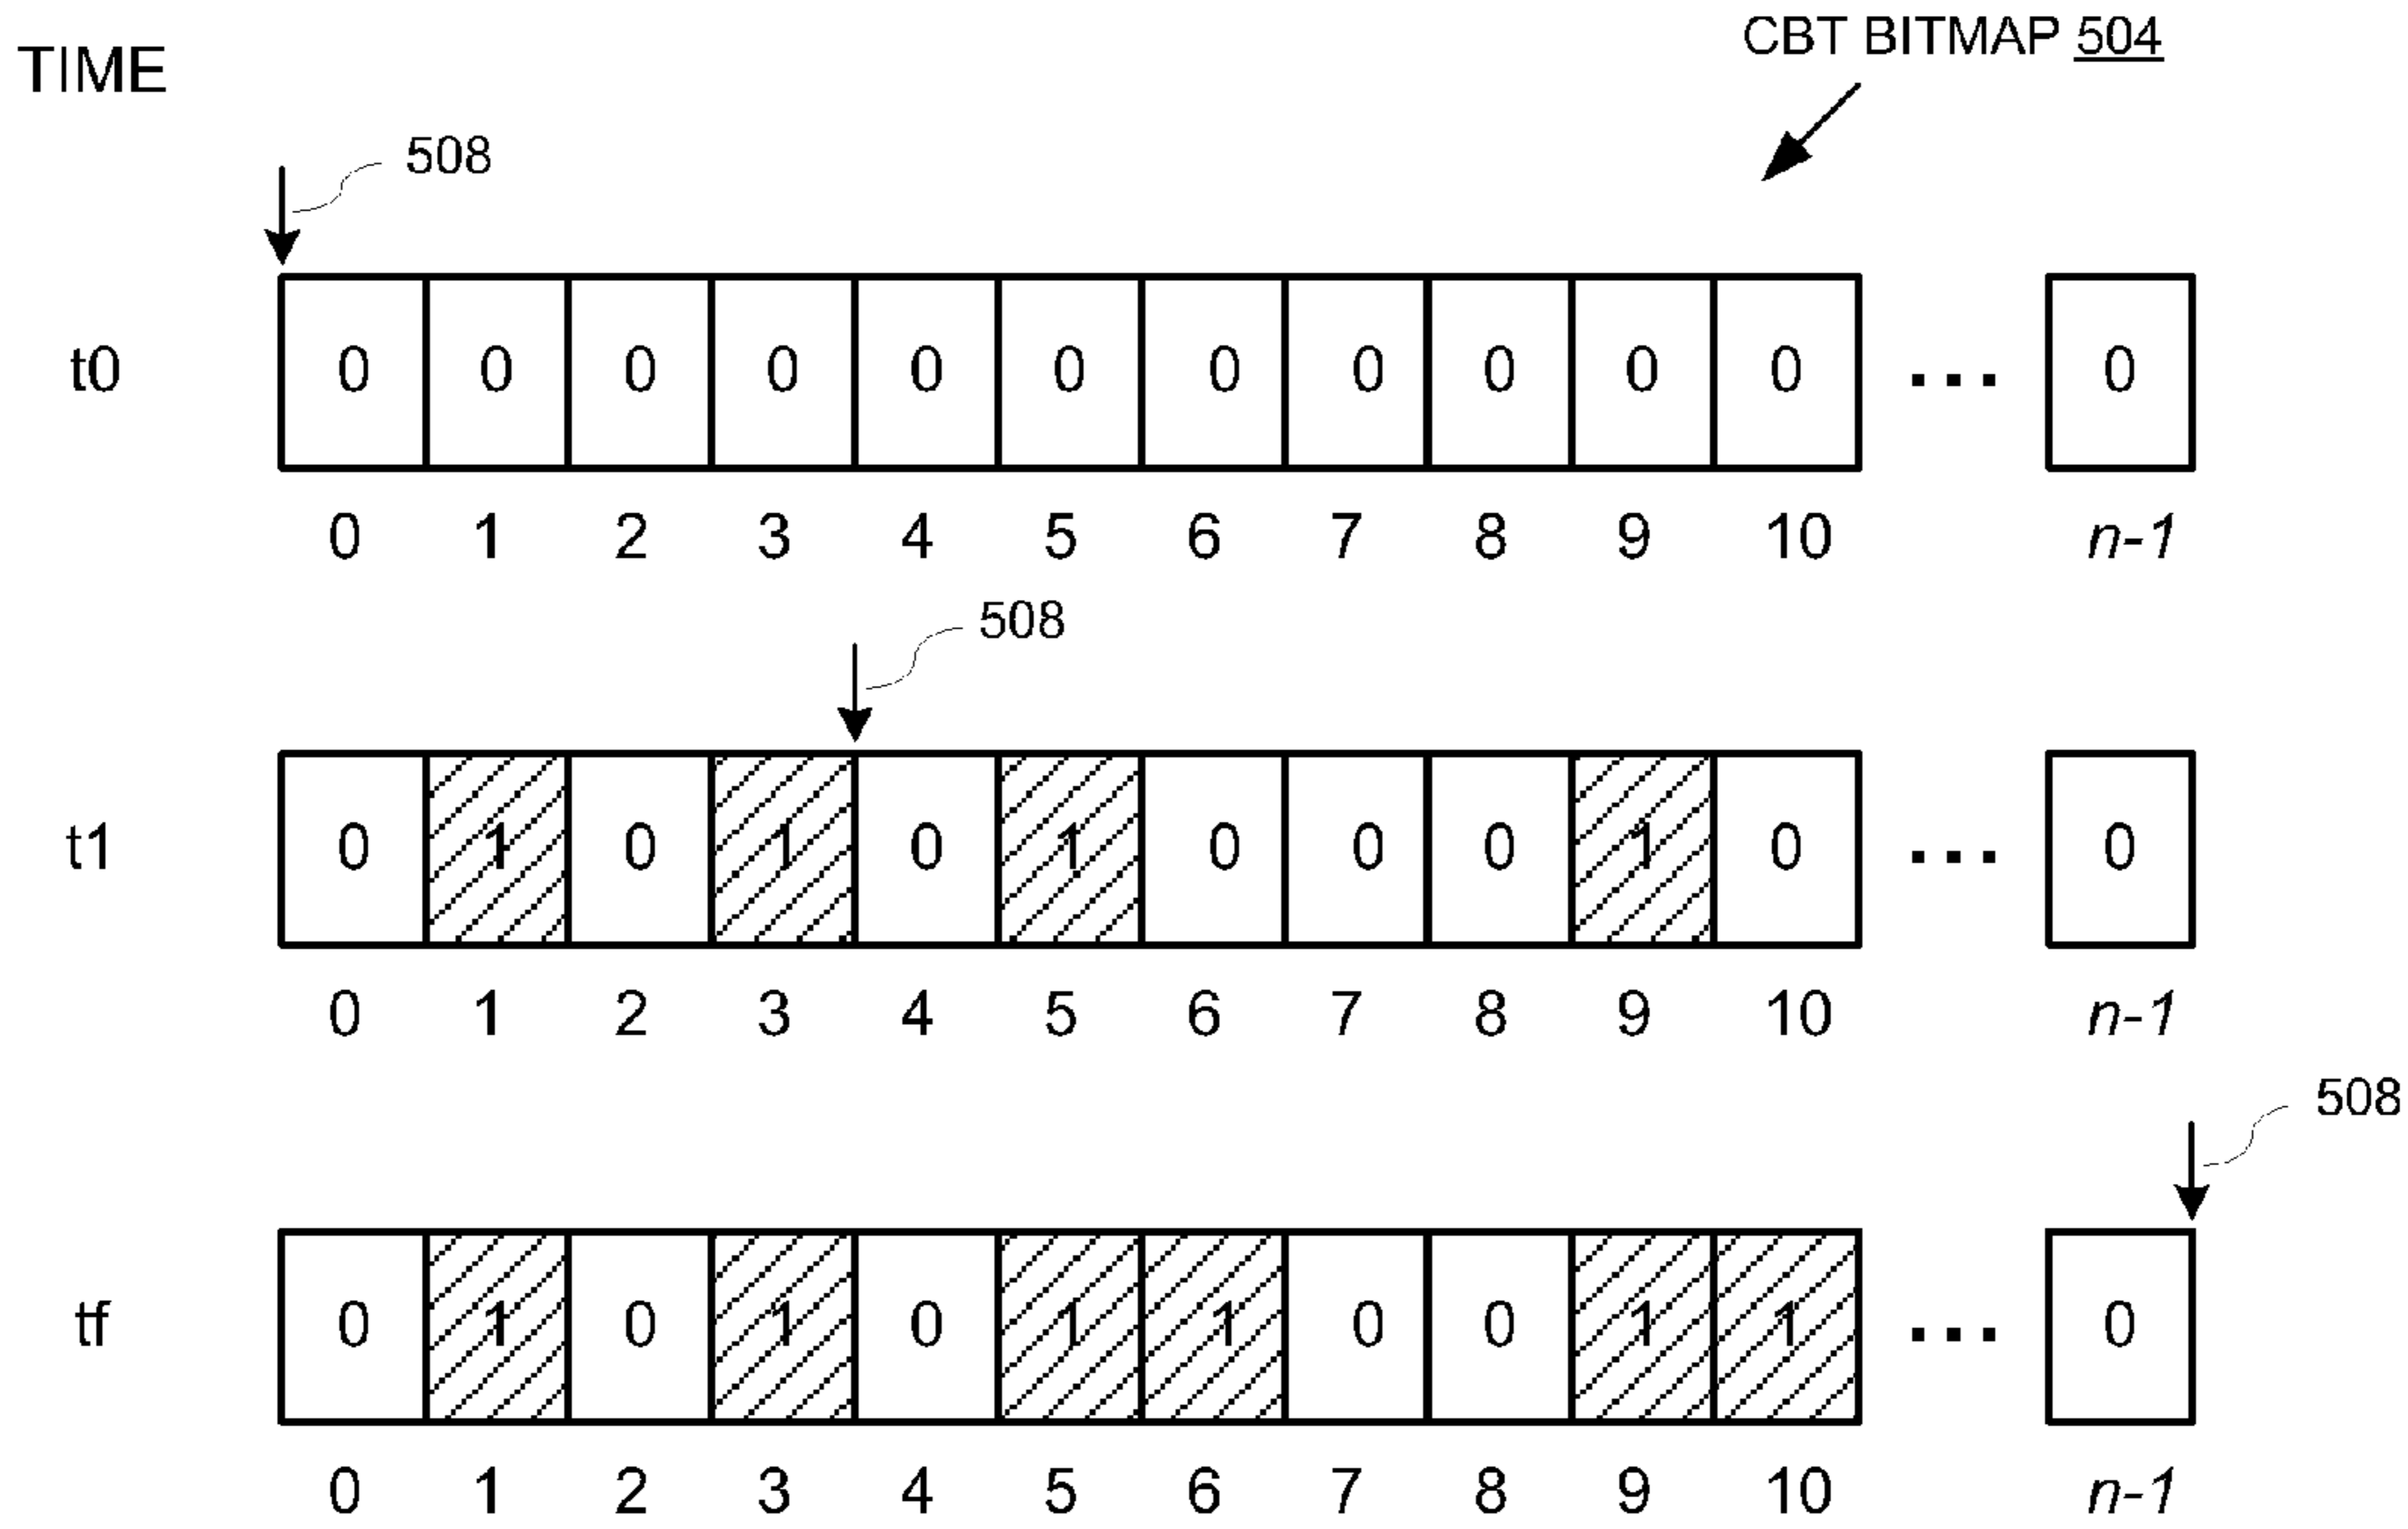 CBT BITMAP 504
TIME
508
t0 0 0 0 0 0 0 0 0 0 0 0 ... 0
0 1 2 3 4 5 6 7 8 9 10 n-1
508
t1 0 1 0 1 0 1 0 0 0 1 0 ... 0
0 1 2 3 4 5 6 7 8 9 10 n-1
508
tf 0 1 0 1 0 1 1 0 0 1 1 ... 0
0 1 2 3 4 5 6 7 8 9 10 n-1